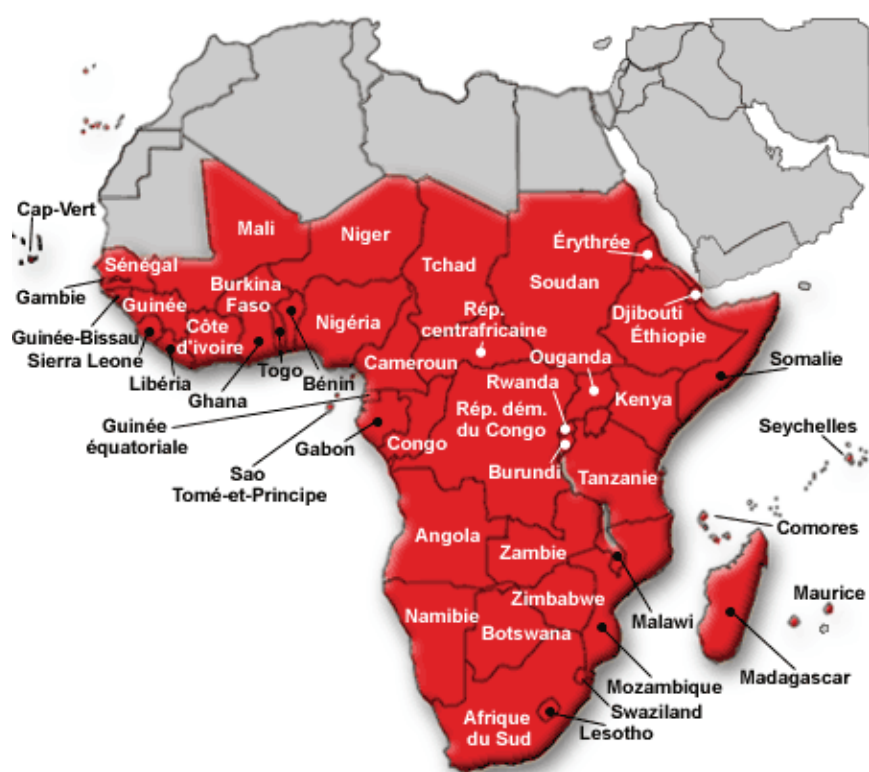 Cap-Vert
Mali
Niger
Tchad
Soudan
Érythrée
Sénégal
Gambie
Guinée
Burkina
Faso
Nigéria
Rép.
centrafricaine
Djibouti
Éthiopie
Guinée-Bissau
Sierra Leone
Côte
d'ivoire
Libéria
Ghana
Togo
Bénin
Cameroun
Ouganda
Somalie
Rwanda
Kenya
Guinée
équatoriale
Gabon
Congo
Rép. dém.
du Congo
Seychelles
Sao
Tomé-et-Principe
Burundi
Tanzanie
Comores
Angola
Zambie
Malawi
Maurice
Namibie
Zimbabwe
Botswana
Madagascar
Mozambique
Swaziland
Lesotho
Afrique
du Sud